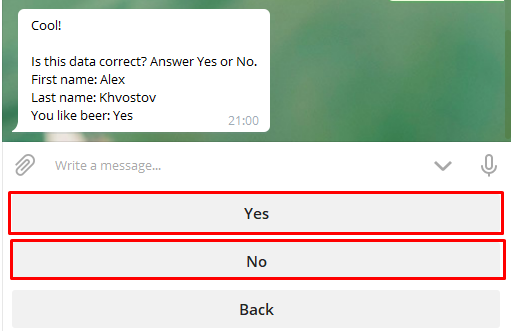 Cool!
Is this data correct? Answer Yes or No.
First name: Alex
Last name: Khvostov
You like beer: Yes
21:00
Write a message...
Yes
No
Back